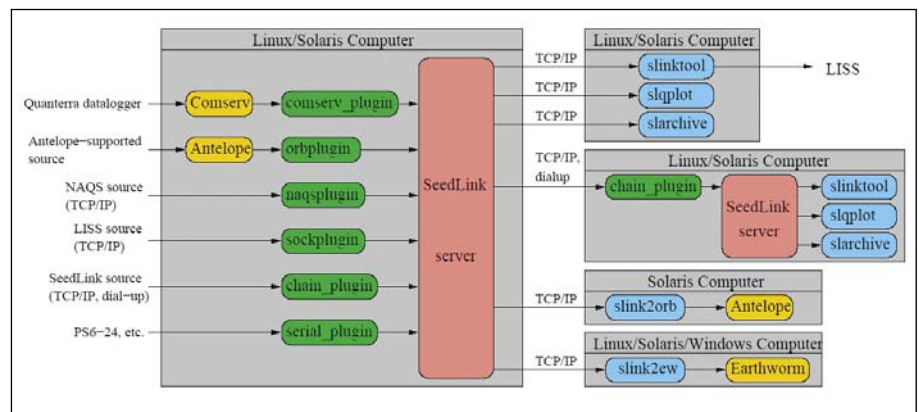 Linux/Solaris Computer
Quanterra datalogger
Comserv
comserv_plugin
Antelope-supported
source
Antelope
orbplugin
NAQS source
(TCP/IP)
naqsplugin
LISS source
(TCP/IP)
sockplugin
SeedLink source
(TCP/IP, dial-up)
chain_plugin
PS6-24, etc.
serial_plugin
SeedLink
server
TCP/IP
TCP/IP
TCP/IP
Linux/Solaris Computer
slinktool
slqplot
slarchive
LISS
TCP/IP,
dialup
Linux/Solaris Computer
chain_plugin
SeedLink
server
slinktool
slqplot
slarchive
TCP/IP
Solaris Computer
slink2orb
Antelope
TCP/IP
Linux/Solaris/Windows Computer
slink2ew
Earthworm